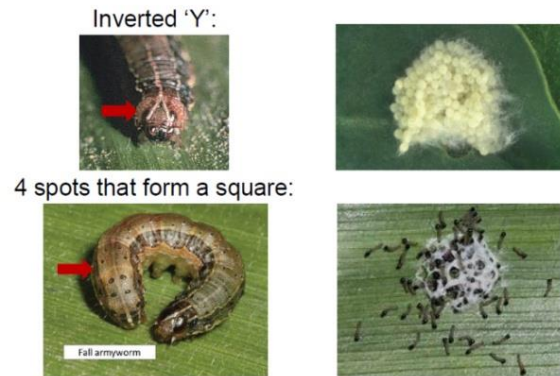 Inverted ‘Y’:
4 spots that form a square:
Fall armyworm